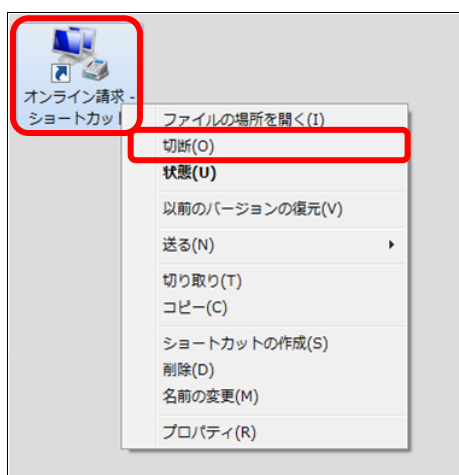 オンライン請求 -
ショートカット
ファイルの場所を開く(I)
切断(O)
状態(U)
以前のバージョンの復元(V)
送る(N)
切り取り(T)
コピー(C)
ショートカットの作成(S)
削除(D)
名前の変更(M)
プロパティ(R)